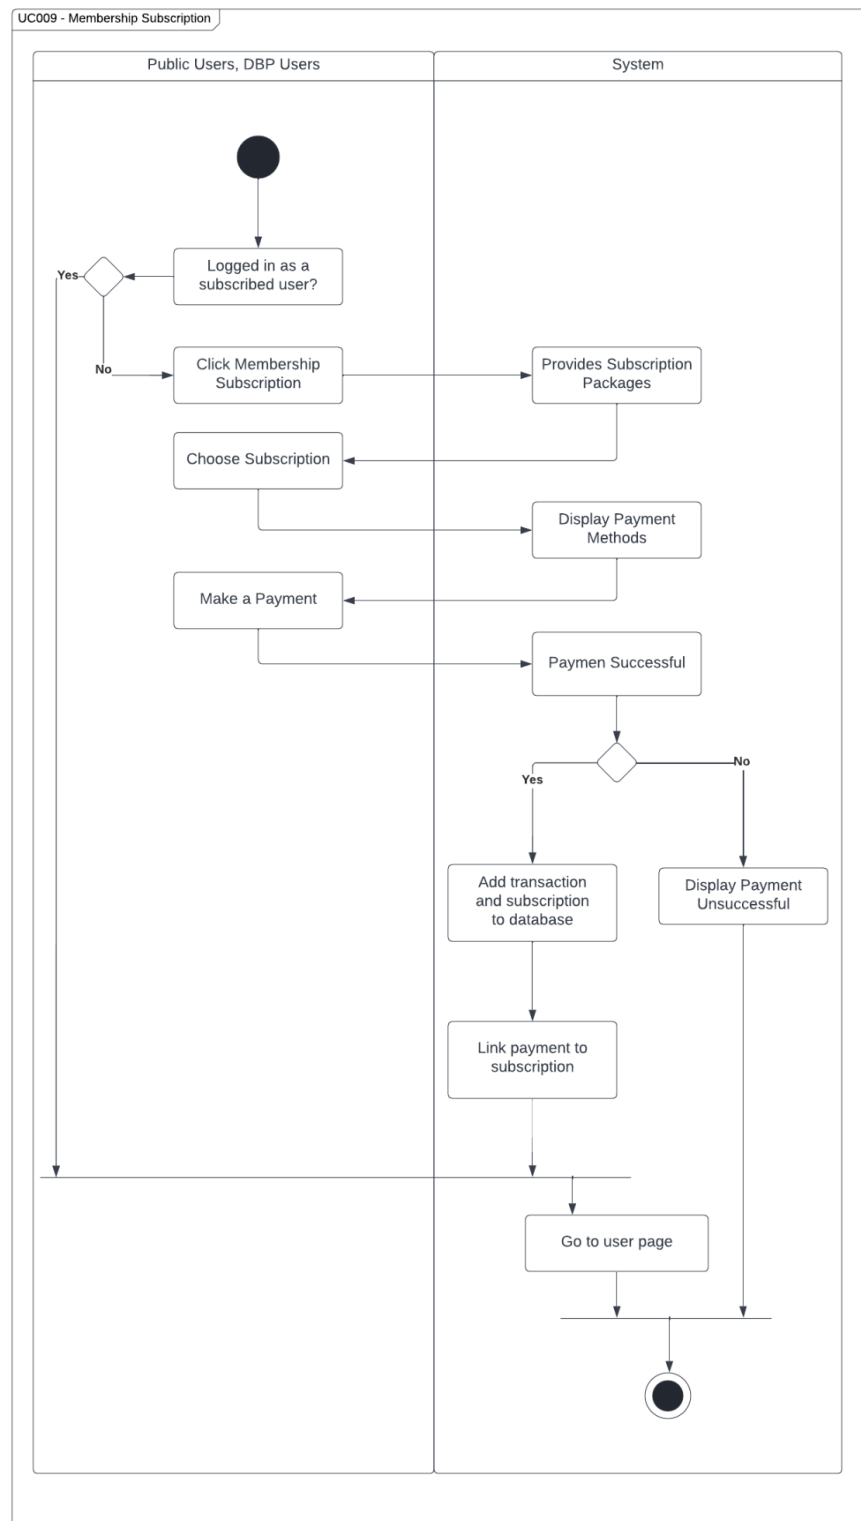 UC009 - Membership Subscription
Public Users, DBP Users
System
Logged in as a
subscribed user?
Yes
No
Click Membership
Subscription
Provides Subscription
Packages
Choose Subscription
Display Payment
Methods
Make a Payment
Paymen Successful
Yes
No
Add transaction
and subscription
to database
Display Payment
Unsuccessful
Link payment to
subscription
Go to user page